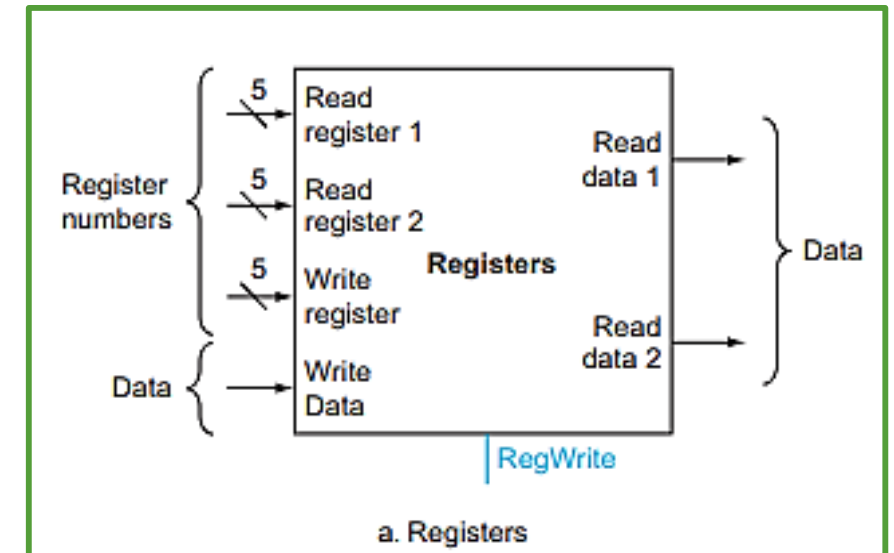 5
Read
register 1
Read
data 1
Register
numbers
5
Read
register 2
Registers
Data
5
Write
register
Read
data 2
Data
Write
Data
RegWrite
a. Registers